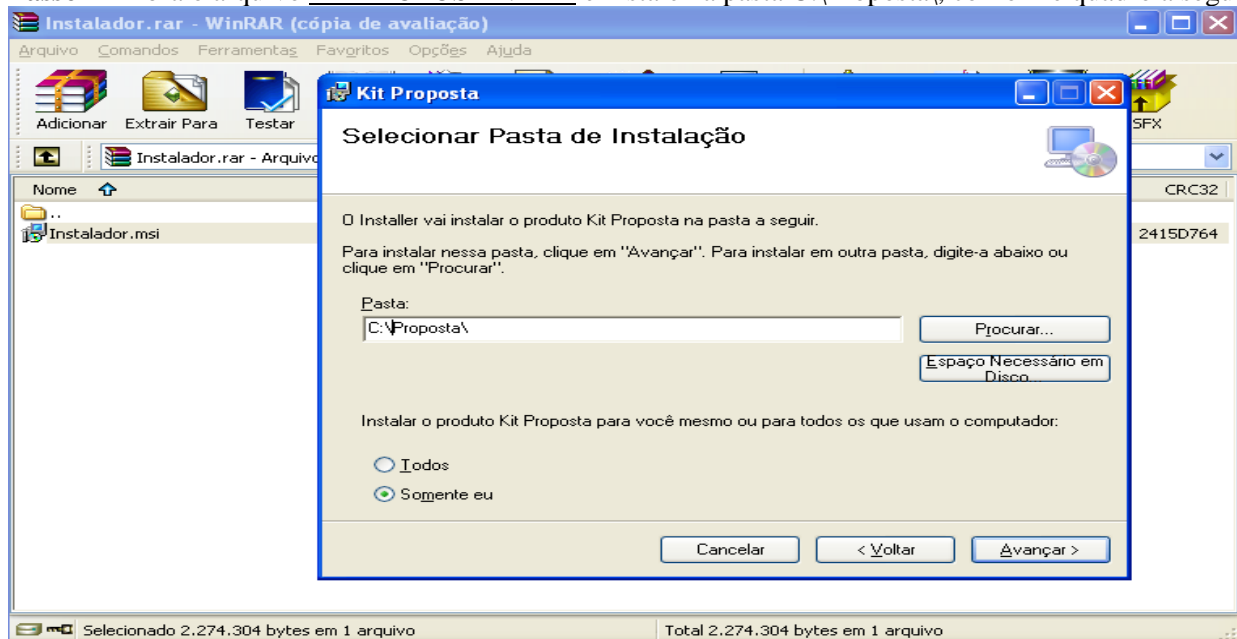 Instalador.rar - WinRAR (cópia de avaliação)
Arquivo Comandos Ferramentas Favoritos Opções Ajuda
Adicionar Extrair Para Testar SFX
Instalador.rar - Arquivo
Nome CRC32
..
Instalador.msi 2415D764
Kit Proposta
Selecionar Pasta de Instalação
O Installer vai instalar o produto Kit Proposta na pasta a seguir.
Para instalar nessa pasta, clique em "Avançar". Para instalar em outra pasta, digite-a abaixo ou
clique em "Procurar".
Pasta:
C:\Proposta\
Procurar...
Espaço Necessário em
Disco...
Instalar o produto Kit Proposta para você mesmo ou para todos os que usam o computador:
Todos
Somente eu
Cancelar < Voltar Avançar >
Selecionado 2.274.304 bytes em 1 arquivo Total 2.274.304 bytes em 1 arquivo